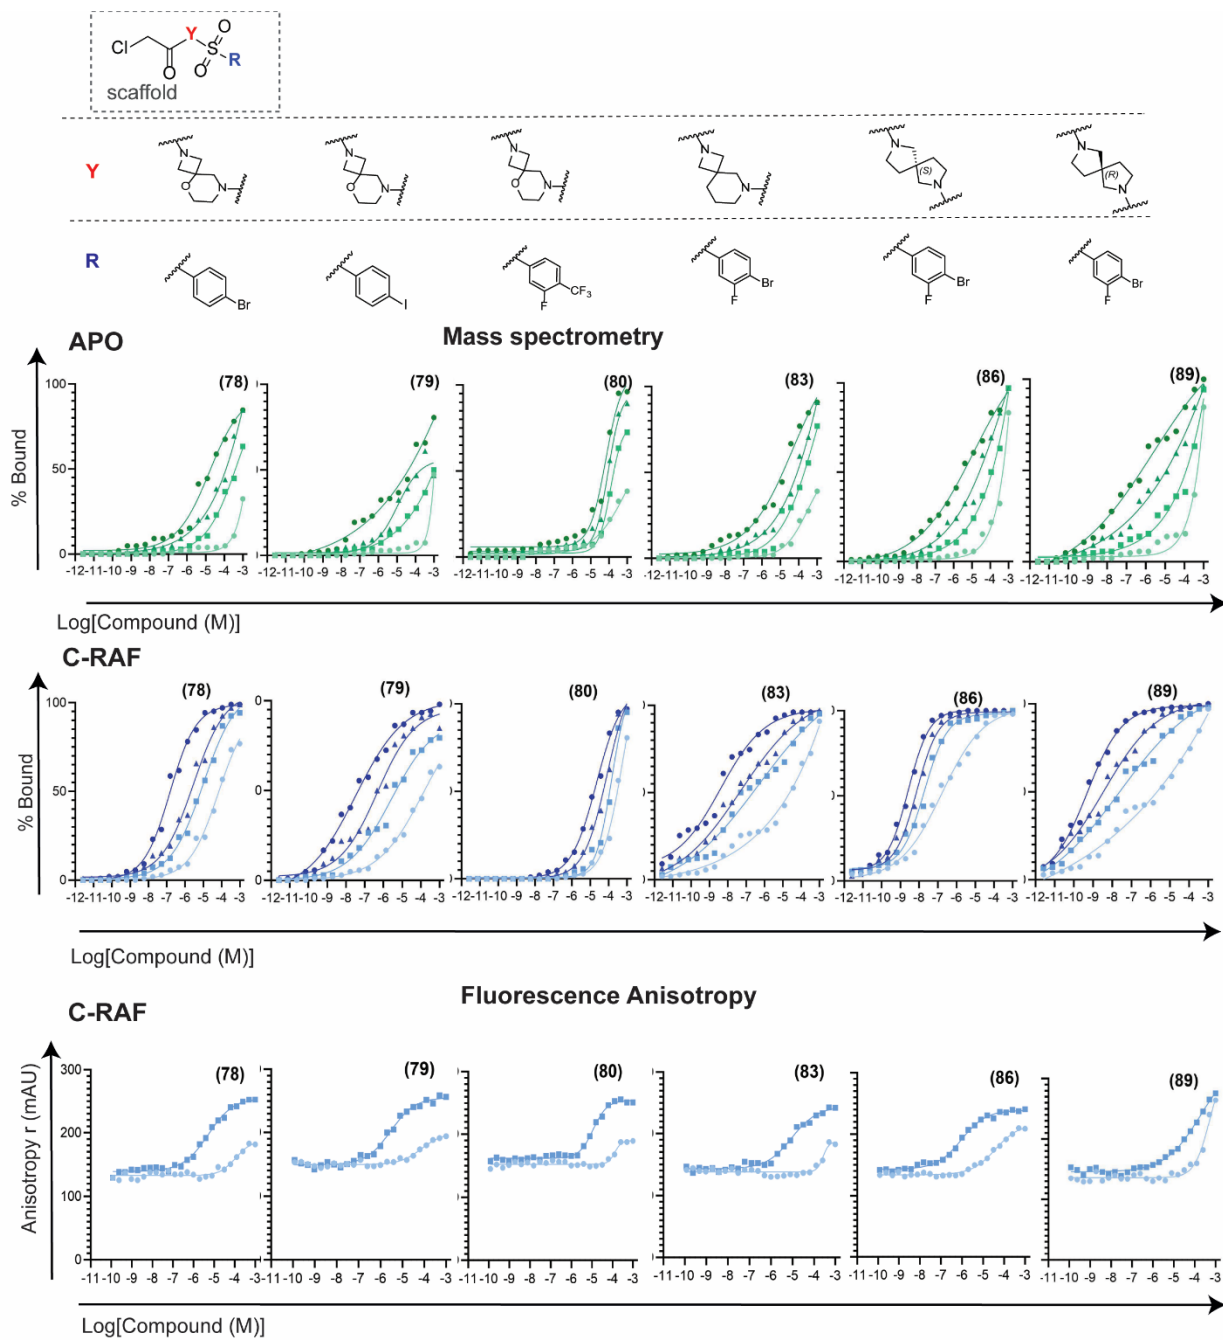 Cl
Y
O
S
R
O
O
scaffold
Y
N N N N N N
O N O N O N N (S) (R)
N N
R
Br I F CF3 F Br F Br F Br
APO Mass spectrometry
(78) (79) (80) (83) (86) (89)
100
50
0
% Bound
-12-11-10 -9 -8 -7 -6 -5 -4 -3 -12-11-10 -9 -8 -7 -6 -5 -4 -3 -12-11-10 -9 -8 -7 -6 -5 -4 -3 -12-11-10 -9 -8 -7 -6 -5 -4 -3 -12-11-10 -9 -8 -7 -6 -5 -4 -3 -12-11-10 -9 -8 -7 -6 -5 -4 -3
Log[Compound (M)]
C-RAF
(78) (79) (80) (83) (86) (89)
100
50
0
% Bound
-12-11-10 -9 -8 -7 -6 -5 -4 -3 -12-11-10 -9 -8 -7 -6 -5 -4 -3 -12-11-10 -9 -8 -7 -6 -5 -4 -3 -12-11-10 -9 -8 -7 -6 -5 -4 -3 -12-11-10 -9 -8 -7 -6 -5 -4 -3 -12-11-10 -9 -8 -7 -6 -5 -4 -3
Log[Compound (M)]
C-RAF Fluorescence Anisotropy
(78) (79) (80) (83) (86) (89)
300
200
100
0
Anisotropy r (mAU)
-11-10 -9 -8 -7 -6 -5 -4 -3 -11-10 -9 -8 -7 -6 -5 -4 -3 -11-10 -9 -8 -7 -6 -5 -4 -3 -11-10 -9 -8 -7 -6 -5 -4 -3 -11-10 -9 -8 -7 -6 -5 -4 -3 -11-10 -9 -8 -7 -6 -5 -4 -3
Log[Compound (M)]